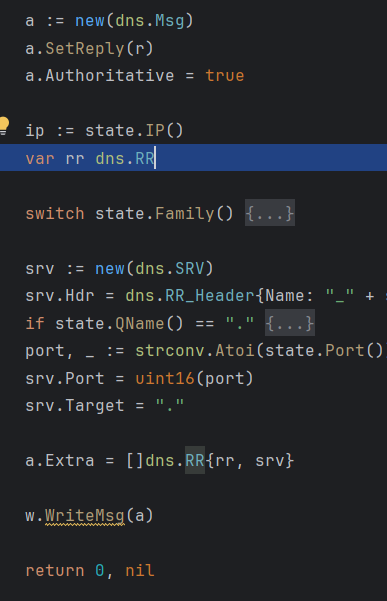 a := new(dns.Msg)
a.SetReply(r)
a.Authoritative = true
ip := state.IP()
var rr dns.RR
switch state.Family() {...}
srv := new(dns.SRV)
srv.Hdr = dns.RR_Header{Name: "_" +
if state.QName() == "." {...}
port, _ := strconv.Atoi(state.Port()
srv.Port = uint16(port)
srv.Target = "."
a.Extra = []dns.RR{rr, srv}
w.WriteMsg(a)
return 0, nil